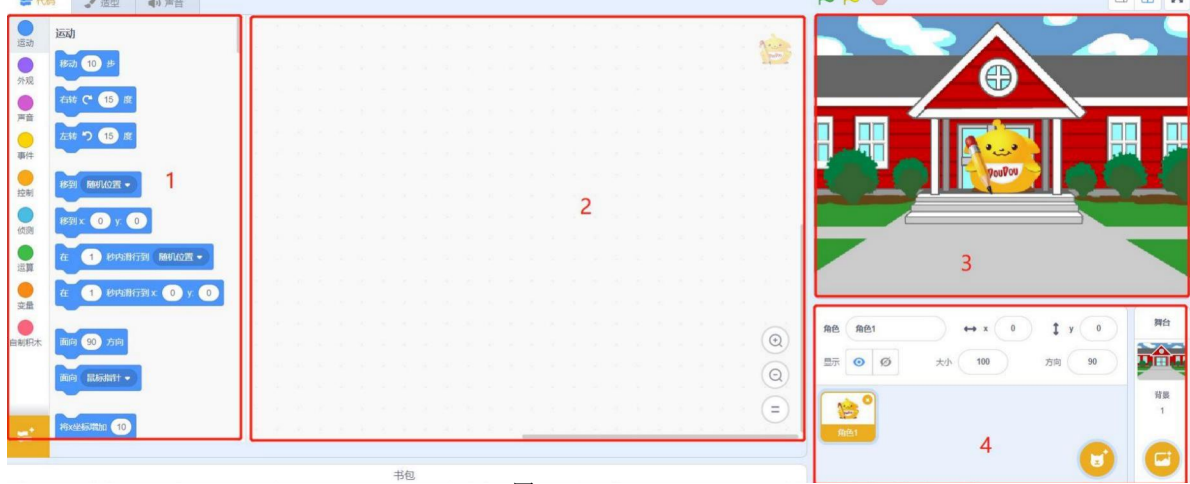 代码 造型 声音
运动
外观
声音
事件
控制
侦测
运算
变量
自制积木
运动
移动 10 步
右转 15 度
左转 15 度
移到 随机位置
移到 x: 0 y: 0
在 1 秒内滑行到 随机位置
在 1 秒内滑行到 x: 0 y: 0
面向 90 方向
面向 鼠标指针
将x坐标增加 10
1
2
DouDou
3
角色 角色1 x 0 y 0
显示 大小 100 方向 90
角色1
4
舞台
背景
1
书包